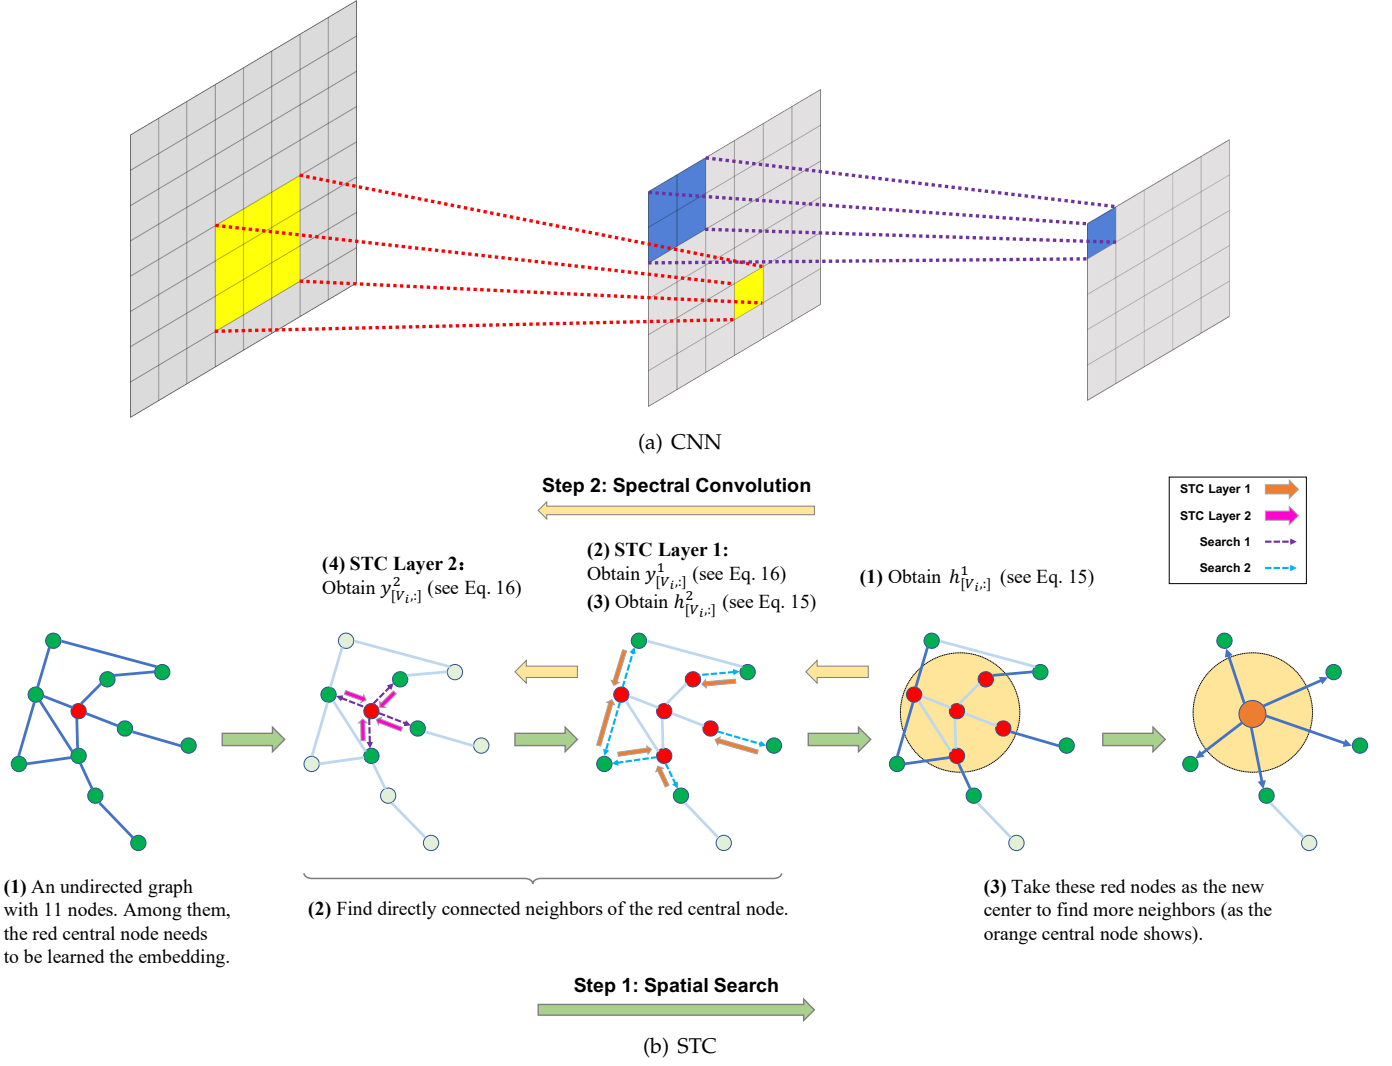 (a) CNN
Step 2: Spectral Convolution
STC Layer 1
STC Layer 2
Search 1
Search 2
(4) STC Layer 2:
Obtain y²[Vᵢ,:] (see Eq. 16)
(2) STC Layer 1:
Obtain y¹[Vᵢ,:] (see Eq. 16)
(3) Obtain h²[Vᵢ,:] (see Eq. 15)
(1) Obtain h¹[Vᵢ,:] (see Eq. 15)
(1) An undirected graph
with 11 nodes. Among them,
the red central node needs
to be learned the embedding.
(2) Find directly connected neighbors of the red central node.
(3) Take these red nodes as the new
center to find more neighbors (as the
orange central node shows).
Step 1: Spatial Search
(b) STC